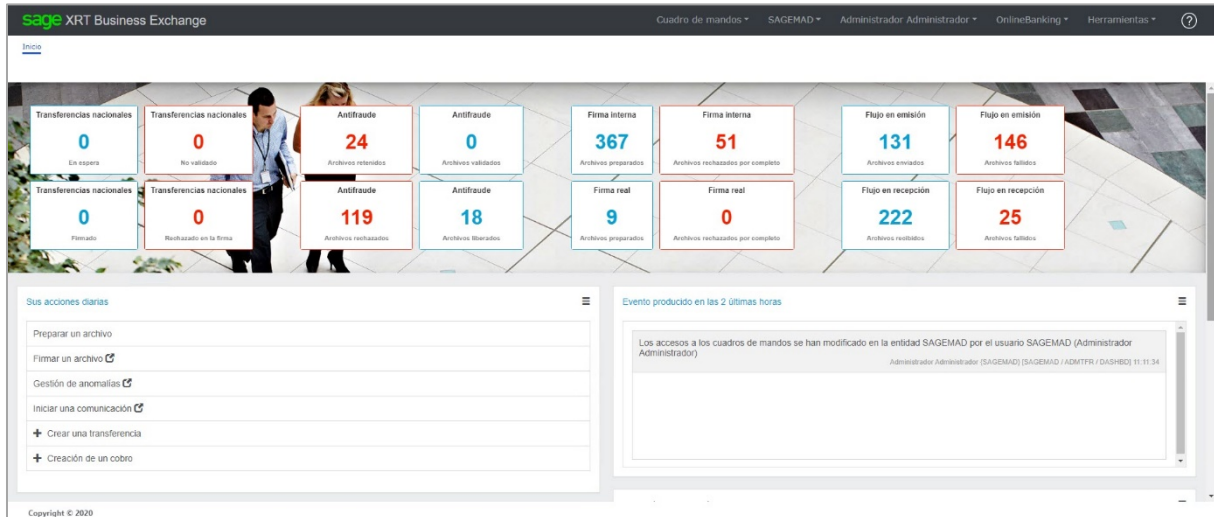 sage XRT Business Exchange
Cuadro de mandos SAGEMAD Administrador Administrador OnlineBanking Herramientas ?
Inicio
Transferencias nacionales
0
En espera
Transferencias nacionales
0
No validado
Antifraude
24
Archivos retenidos
Antifraude
0
Archivos validados
Firma interna
367
Archivos preparados
Firma interna
51
Archivos rechazados por completo
Flujo en emisión
131
Archivos enviados
Flujo en emisión
146
Archivos fallidos
Transferencias nacionales
0
Firmado
Transferencias nacionales
0
Rechazado en la firma
Antifraude
119
Archivos rechazados
Antifraude
18
Archivos liberados
Firma real
9
Archivos preparados
Firma real
0
Archivos rechazados por completo
Flujo en recepción
222
Archivos recibidos
Flujo en recepción
25
Archivos fallidos
Sus acciones diarias
Preparar un archivo
Firmar un archivo
Gestión de anomalías
Iniciar una comunicación
+ Crear una transferencia
+ Creación de un cobro
Evento producido en las 2 últimas horas
Los accesos a los cuadros de mandos se han modificado en la entidad SAGEMAD por el usuario SAGEMAD (Administrador
Administrador)
Administrador Administrador (SAGEMAD) [SAGEMAD / ADMTFR / DASHBD] 11:11:34
Copyright © 2020